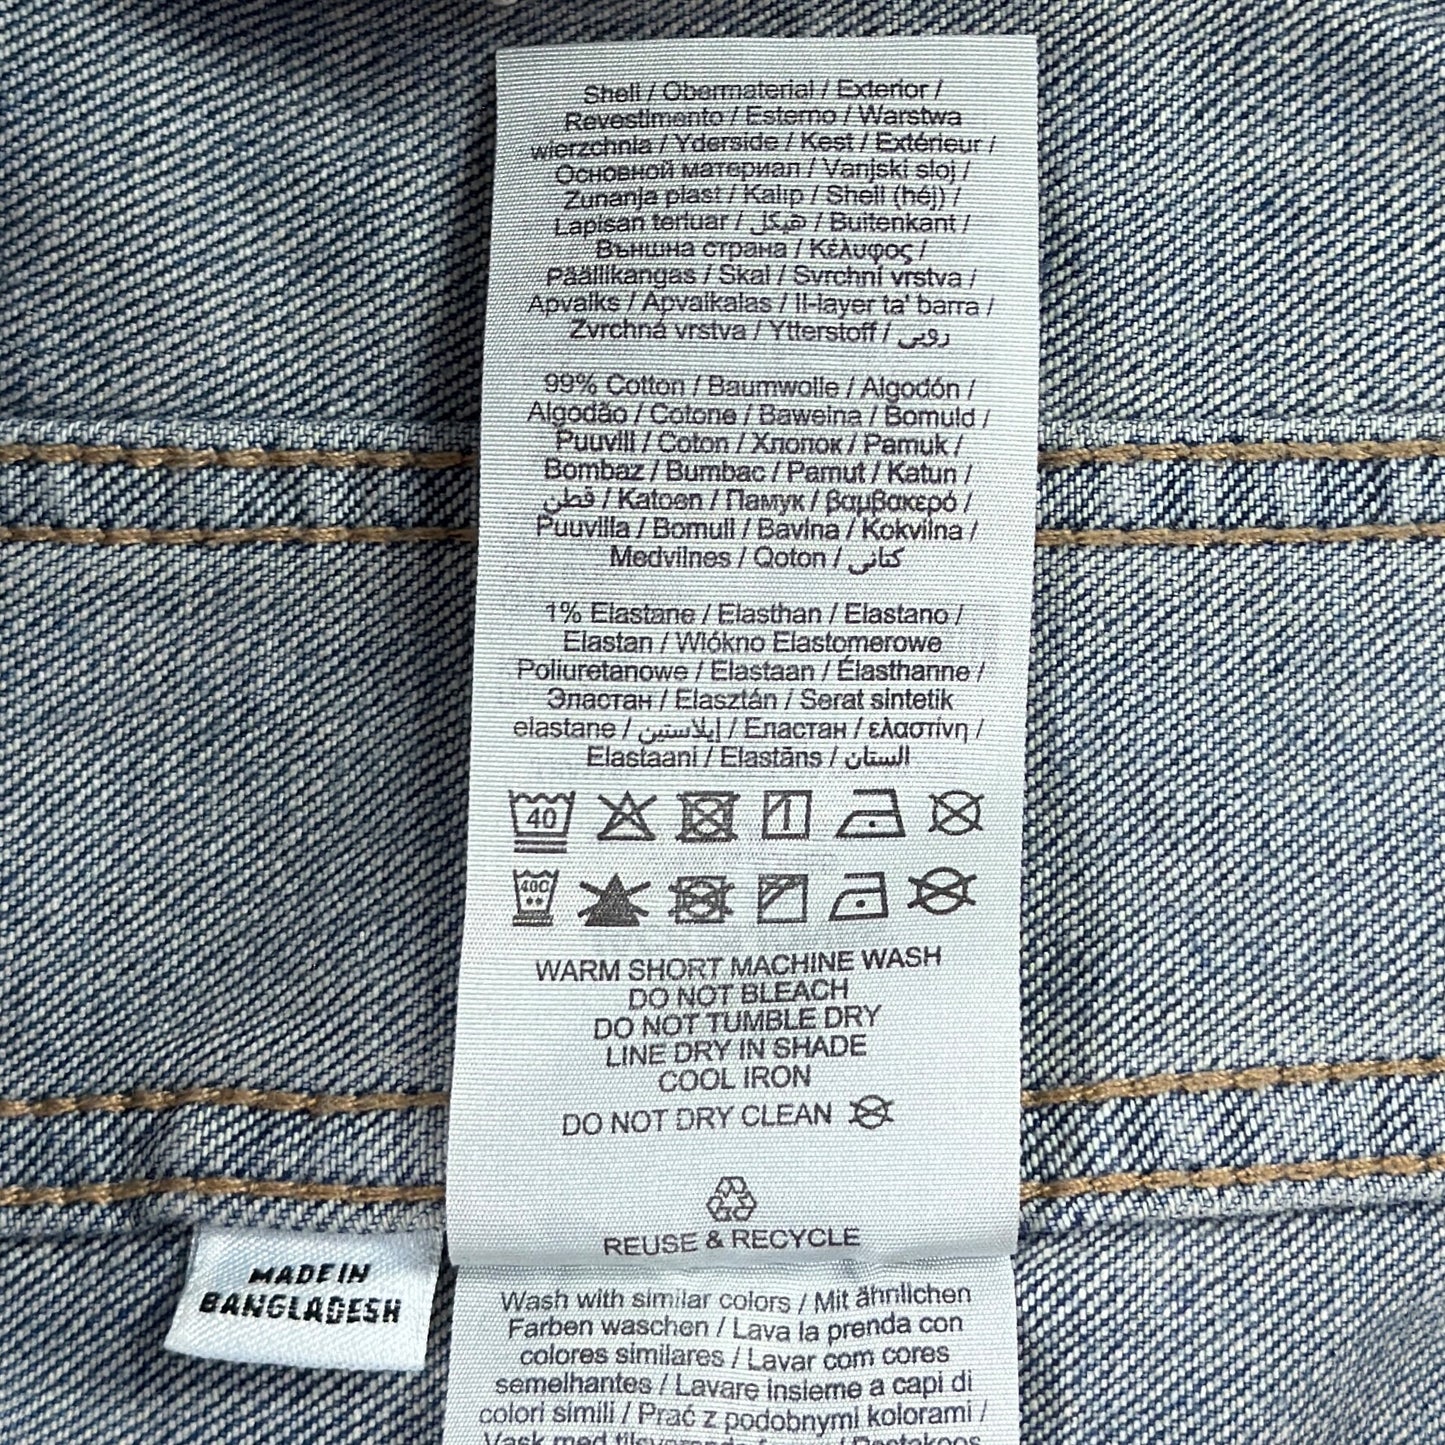 Shell / Obermaterial / Exterior /
Revestimento / Esterno / Warstwa
wierzchnia / Yderside / Kest / Extérieur /
Основной материал / Vanjski sloj /
Zunanja plast / Kalıp / Shell (héj) /
Lapisan terluar / هيكل / Buitenkant /
Външна страна / Κέλυφος /
Päällikangas / Skal / Svrchní vrstva /
Apvalks / Apvalkalas / Il-layer ta' barra /
Zvrchná vrstva / Ytterstoff / رويى
99% Cotton / Baumwolle / Algodón /
Algodão / Cotone / Bawełna / Bomuld /
Puuvill / Coton / Хлопок / Pamuk /
Bombaz / Bumbac / Pamut / Katun /
قطن / Katoen / Памук / βαμβακερό /
Puuvilla / Bomull / Bavlna / Kokvilna /
Medvilnes / Qoton / كتانى
1% Elastane / Elasthan / Elastano /
Elastan / Włókno Elastomerowe
Poliuretanowe / Elastaan / Élasthanne /
Эластан / Elasztán / Serat sintetik
elastane / إيلاستين / Еластан / ελαστίνη /
Elastaani / Elastāns / الستان
40
40C
WARM SHORT MACHINE WASH
DO NOT BLEACH
DO NOT TUMBLE DRY
LINE DRY IN SHADE
COOL IRON
DO NOT DRY CLEAN
REUSE & RECYCLE
MADE IN
BANGLADESH
Wash with similar colors / Mit ähnlichen
Farben waschen / Lava la prenda con
colores similares / Lavar com cores
semelhantes / Lavare insieme a capi di
colori simili / Prać z podobnymi kolorami /
Vask med tilsvarende